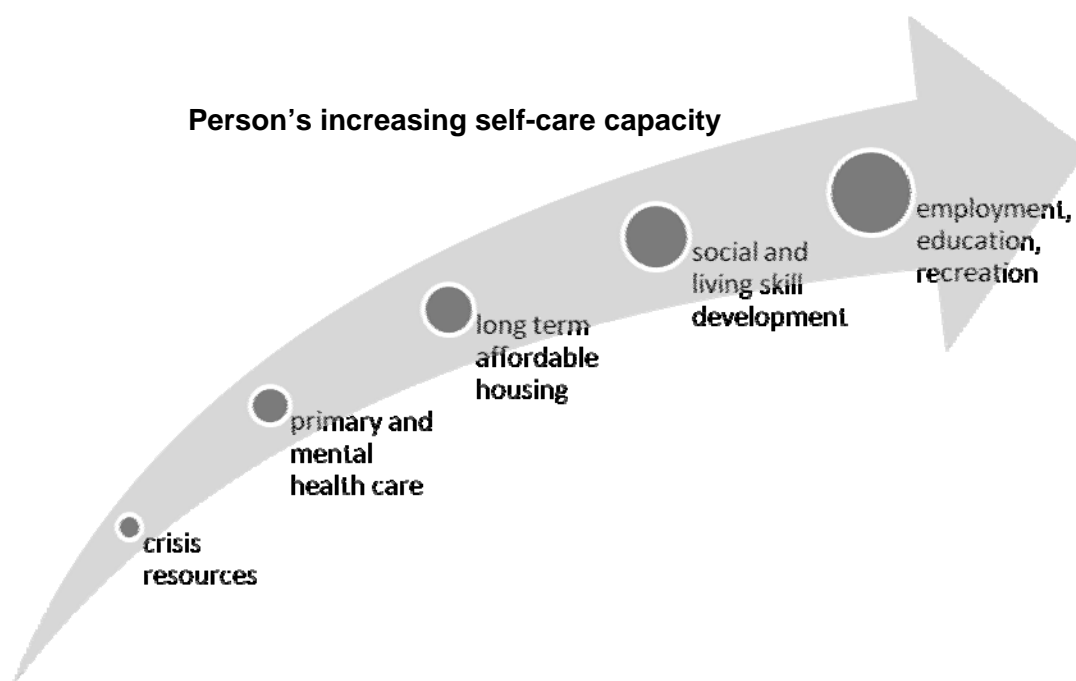 Person's increasing self-care capacity
employment,
education,
recreation
social and
living skill
development
long term
affordable
housing
primary and
mental
health care
crisis
resources